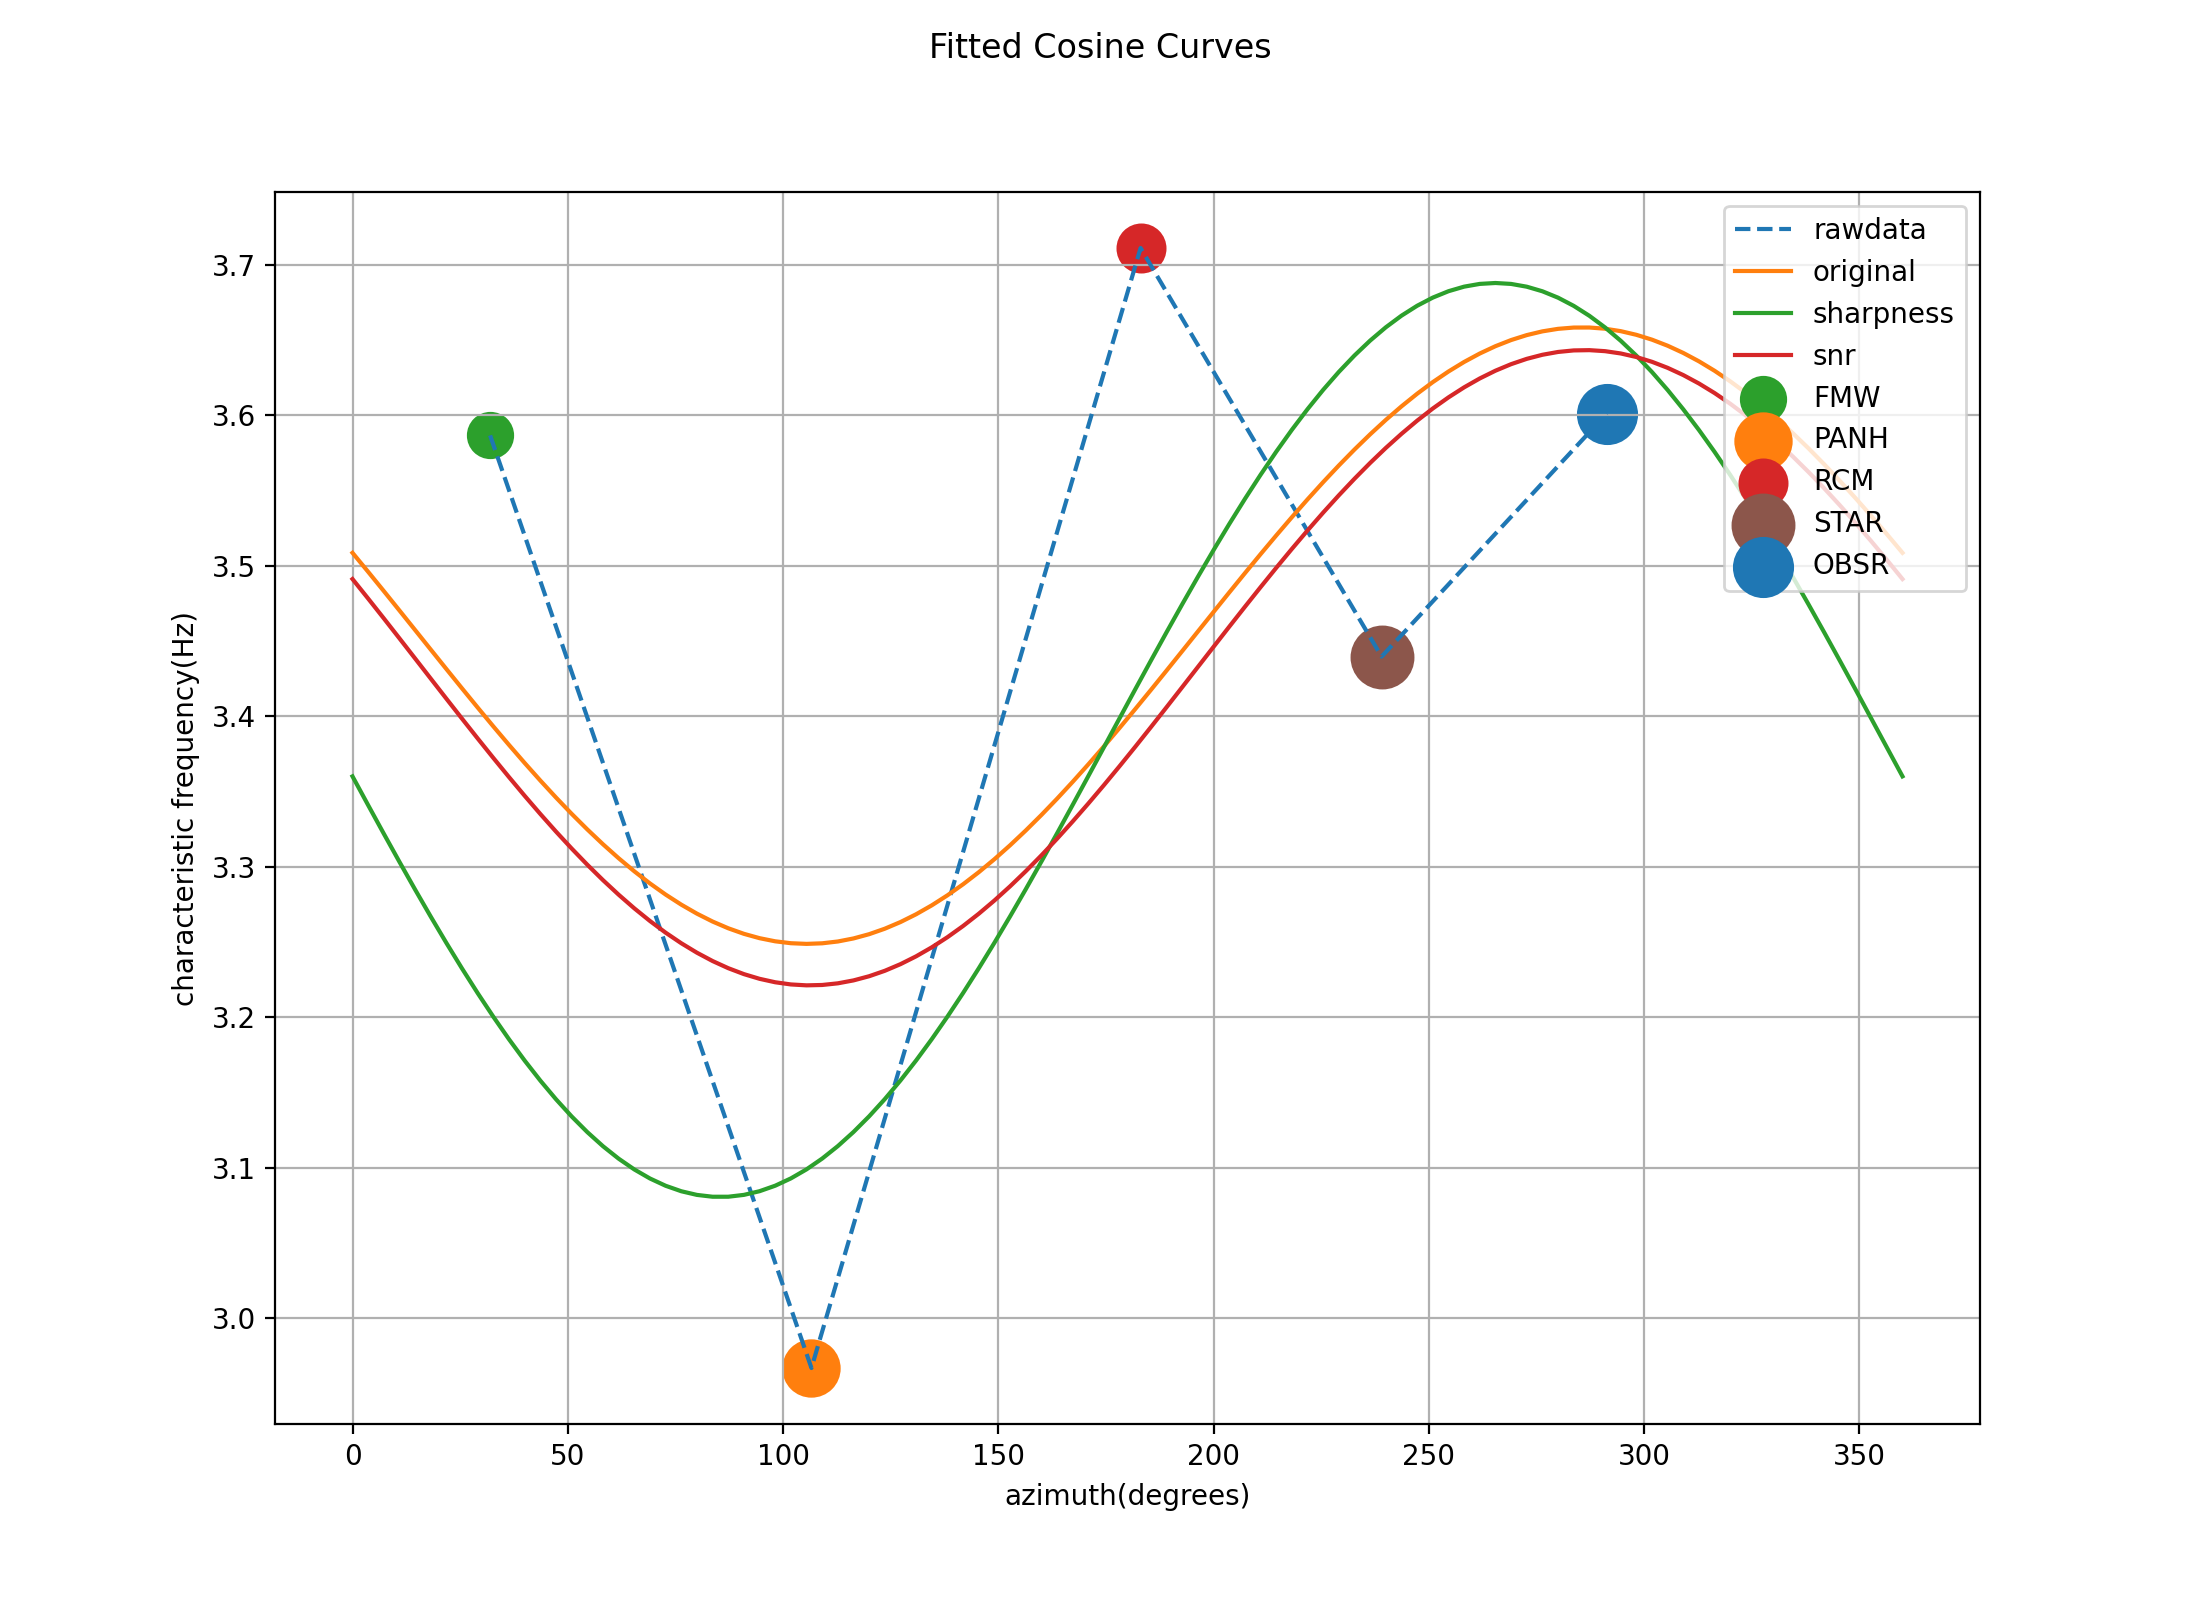 Fitted Cosine Curves
rawdata
original
sharpness
snr
FMW
PANH
RCM
STAR
OBSR
3.7
3.6
3.5
3.4
3.3
3.2
3.1
3.0
characteristic frequency(Hz)
0 50 100 150 200 250 300 350
azimuth(degrees)